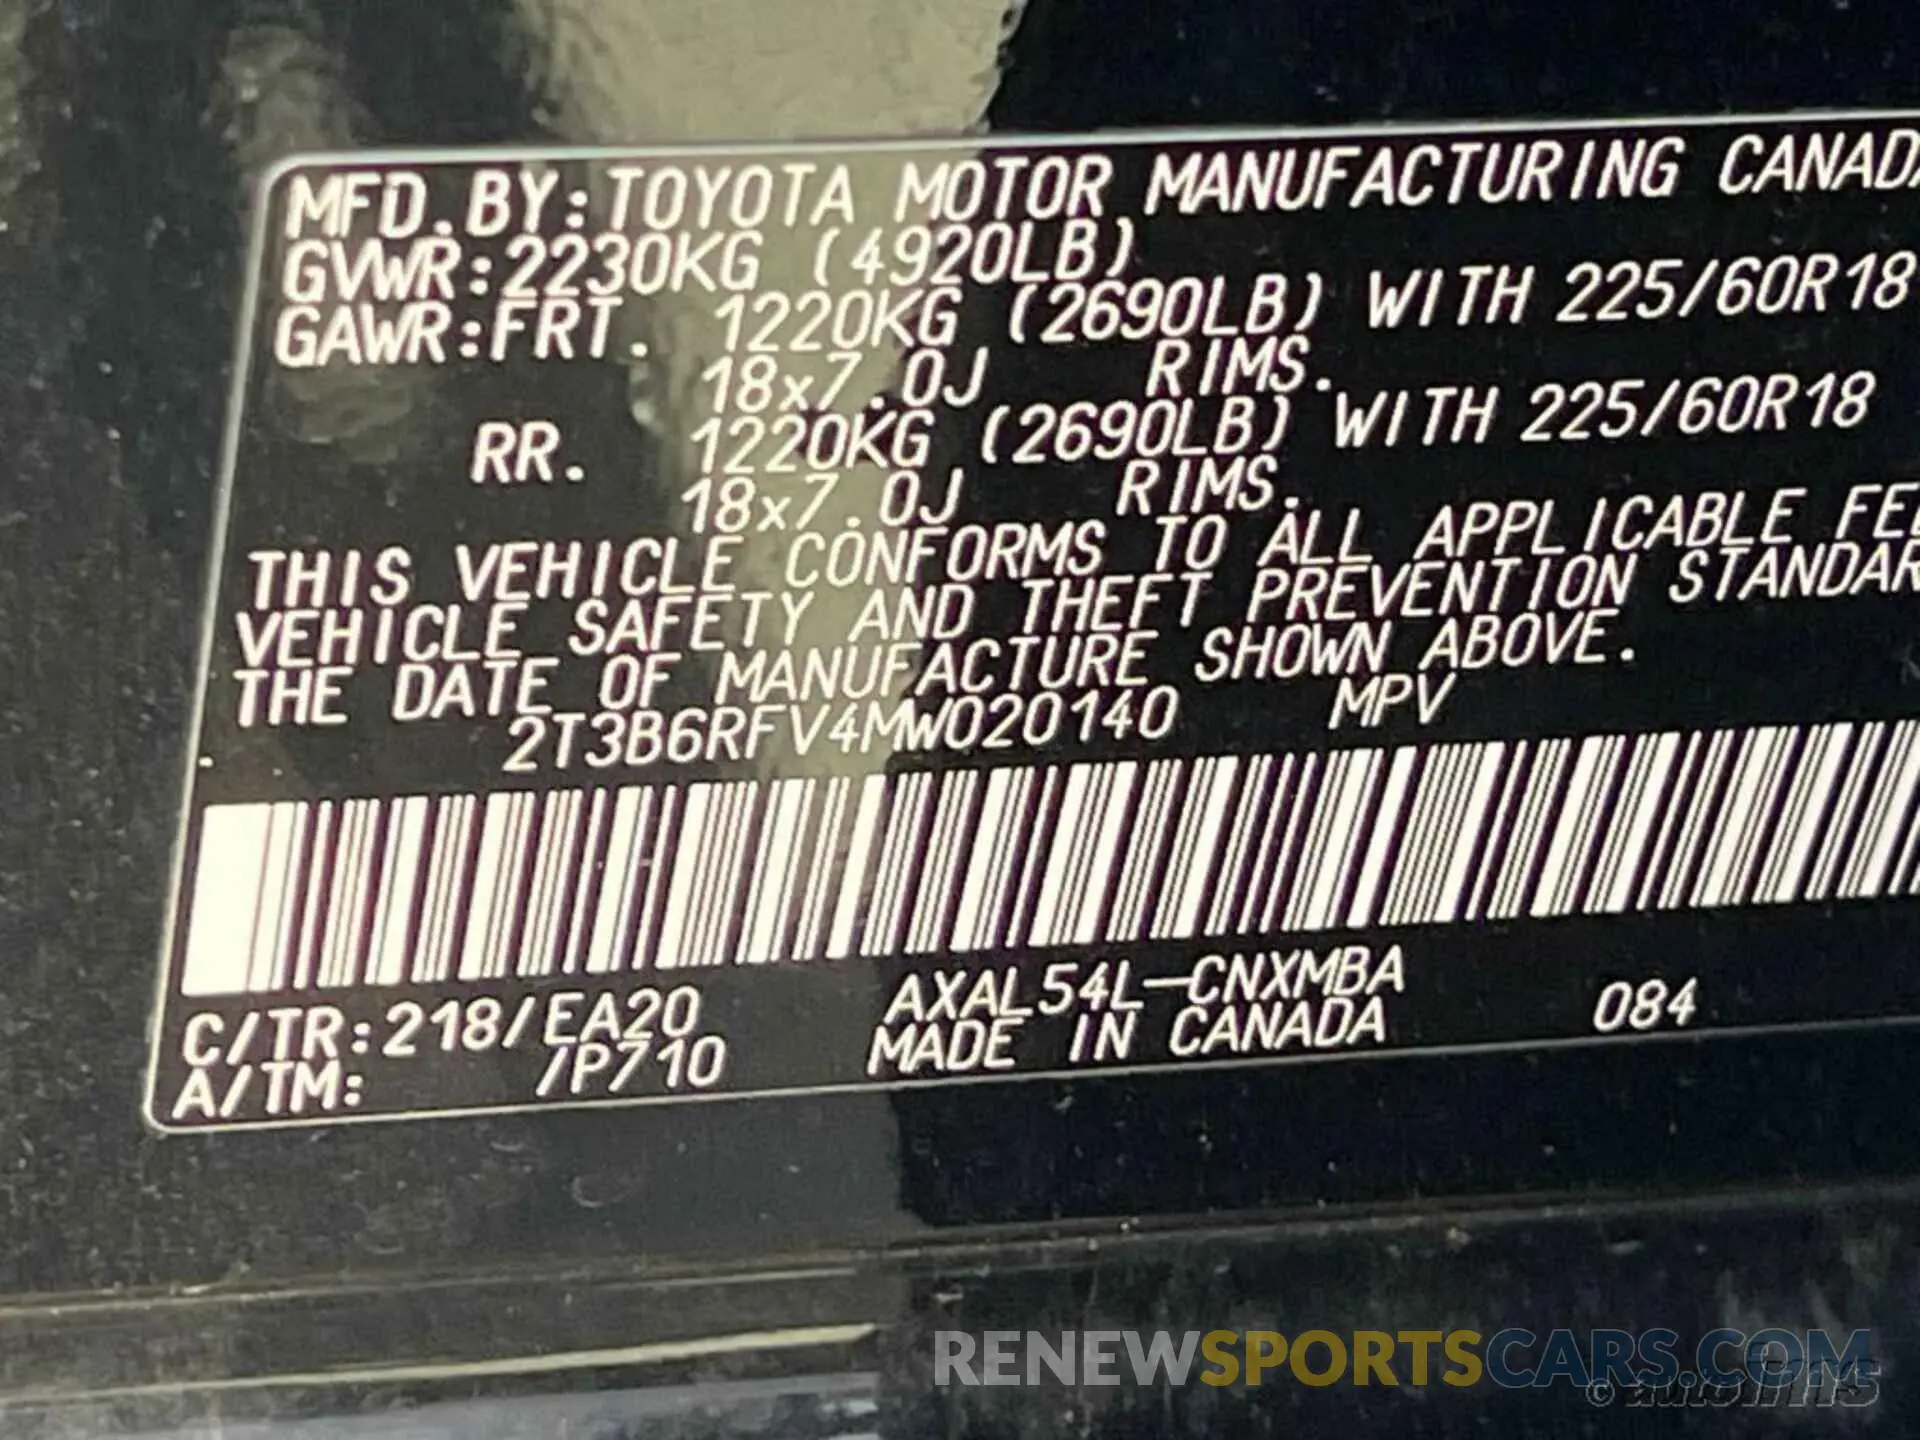 MFD.BY:TOYOTA MOTOR MANUFACTURING CANADA
GVWR:2230KG (4920LB)
GAWR:FRT. 1220KG (2690LB) WITH 225/60R18
18x7.0J RIMS.
RR. 1220KG (2690LB) WITH 225/60R18
18x7.0J RIMS.
THIS VEHICLE CONFORMS TO ALL APPLICABLE
VEHICLE SAFETY AND THEFT PREVENTION STANDAR
THE DATE OF MANUFACTURE SHOWN ABOVE.
2T3B6RFV4MW020140 MPV
C/TR:218/EA20 AXAL54L-CNXMBA 084
A/TM: /P710 MADE IN CANADA
RENEWSPORTSCARS.COM
© autoIMS